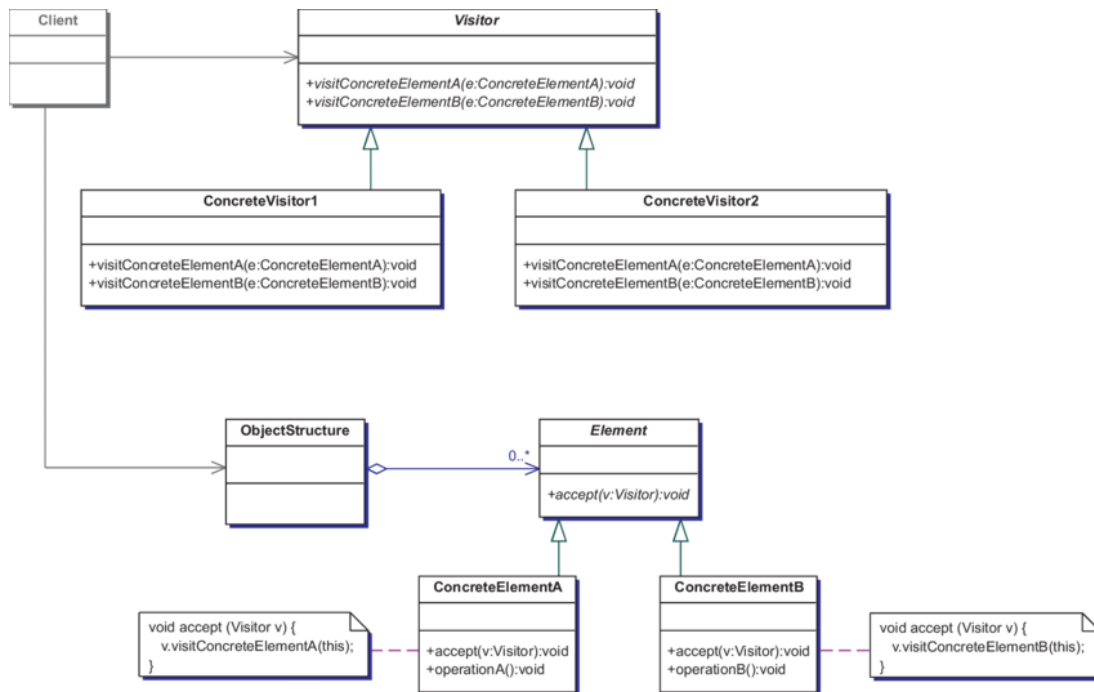 Client
Visitor
+visitConcreteElementA(e:ConcreteElementA):void
+visitConcreteElementB(e:ConcreteElementB):void
ConcreteVisitor1
+visitConcreteElementA(e:ConcreteElementA):void
+visitConcreteElementB(e:ConcreteElementB):void
ConcreteVisitor2
+visitConcreteElementA(e:ConcreteElementA):void
+visitConcreteElementB(e:ConcreteElementB):void
ObjectStructure
0..*
Element
+accept(v:Visitor):void
ConcreteElementA
+accept(v:Visitor):void
+operationA():void
ConcreteElementB
+accept(v:Visitor):void
+operationB():void
void accept (Visitor v) {
v.visitConcreteElementA(this);
}
void accept (Visitor v) {
v.visitConcreteElementB(this);
}